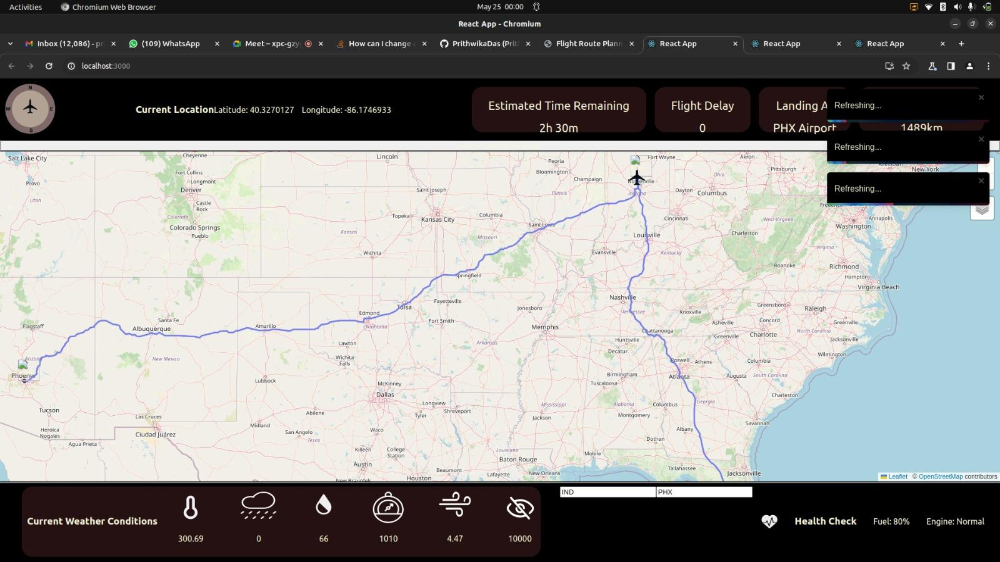 Activities
Chromium Web Browser
May 25 00:00
React App - Chromium
Inbox (12,086) - pr
(109) WhatsApp
Meet – xpc-gzy
How can I change a
PrithwikaDas (Prit
Flight Route Plann
React App
React App
React App
localhost:3000
N
W
E
S
Current Location Latitude: 40.3270127 Longitude: -86.1746933
Estimated Time Remaining
2h 30m
Flight Delay
0
Landing A
PHX Airport
1489km
Refreshing...
Refreshing...
Refreshing...
Salt Lake City
Cheyenne
Lincoln
Peoria
Fort Wayne
Akron
Allentown
New York
Provo
Fort Collins
Longmont
Bloomington
Pittsburgh
Utah
Denver
Castle
Rock
Saint Joseph
Champaign
Illinois
Noblesville
Indiana
Dayton
Ohio
Columbus
Colorado
Colorado Springs
Pueblo
Topeka
Kansas City
Columbia
Saint Louis
Cincinnati
West Virginia
Annapolis
Washington
Kansas
Missouri
Louisville
Charleston
Virginia
Wichita
Evansville
Kentucky
Roanoke
Richmond
Hampton
Springfield
Virginia Beach
Nashville
Tulsa
Fayetteville
Edmond
Jonesboro
Tennessee
Knoxville
Greensboro
Raleigh
Flagstaff
Santa Fe
Albuquerque
Amarillo
Oklahoma
Fort Smith
Memphis
Chattanooga
Asheville
Concord
Greenville
Charlotte
North Carolina
Greenville
Jacksonville
Lawton
Arkansas
Huntsville
Decatur
Arizona
New Mexico
Wichita
Falls
Roswell
Athens
Columbia
Wilmington
Phoenix
Lubbock
McKinney
Dallas
Birmingham
Tuscaloosa
Atlanta
Augusta
South Carolina
Charleston
Tucson
Las Cruces
Abilene
Longview
Tyler
Shreveport
Mississippi
Jackson
Alabama
Montgomery
Columbus
Georgia
Savannah
Heroica
Nogales
Ciudad Juárez
Midland
San Angelo
Waco
Albany
Agua Prieta
Texas
Killeen
College
Station
Louisiana
Baton Rouge
Mobile
Dothan
Austin
Beaumont
Lafayette
New Orleans
Tallahassee
Jacksonville
New Braunfels
Houston
Leaflet © OpenStreetMap contributors
IND
PHX
Current Weather Conditions
300.69
0
66
1010
4.47
10000
Health Check
Fuel: 80%
Engine: Normal